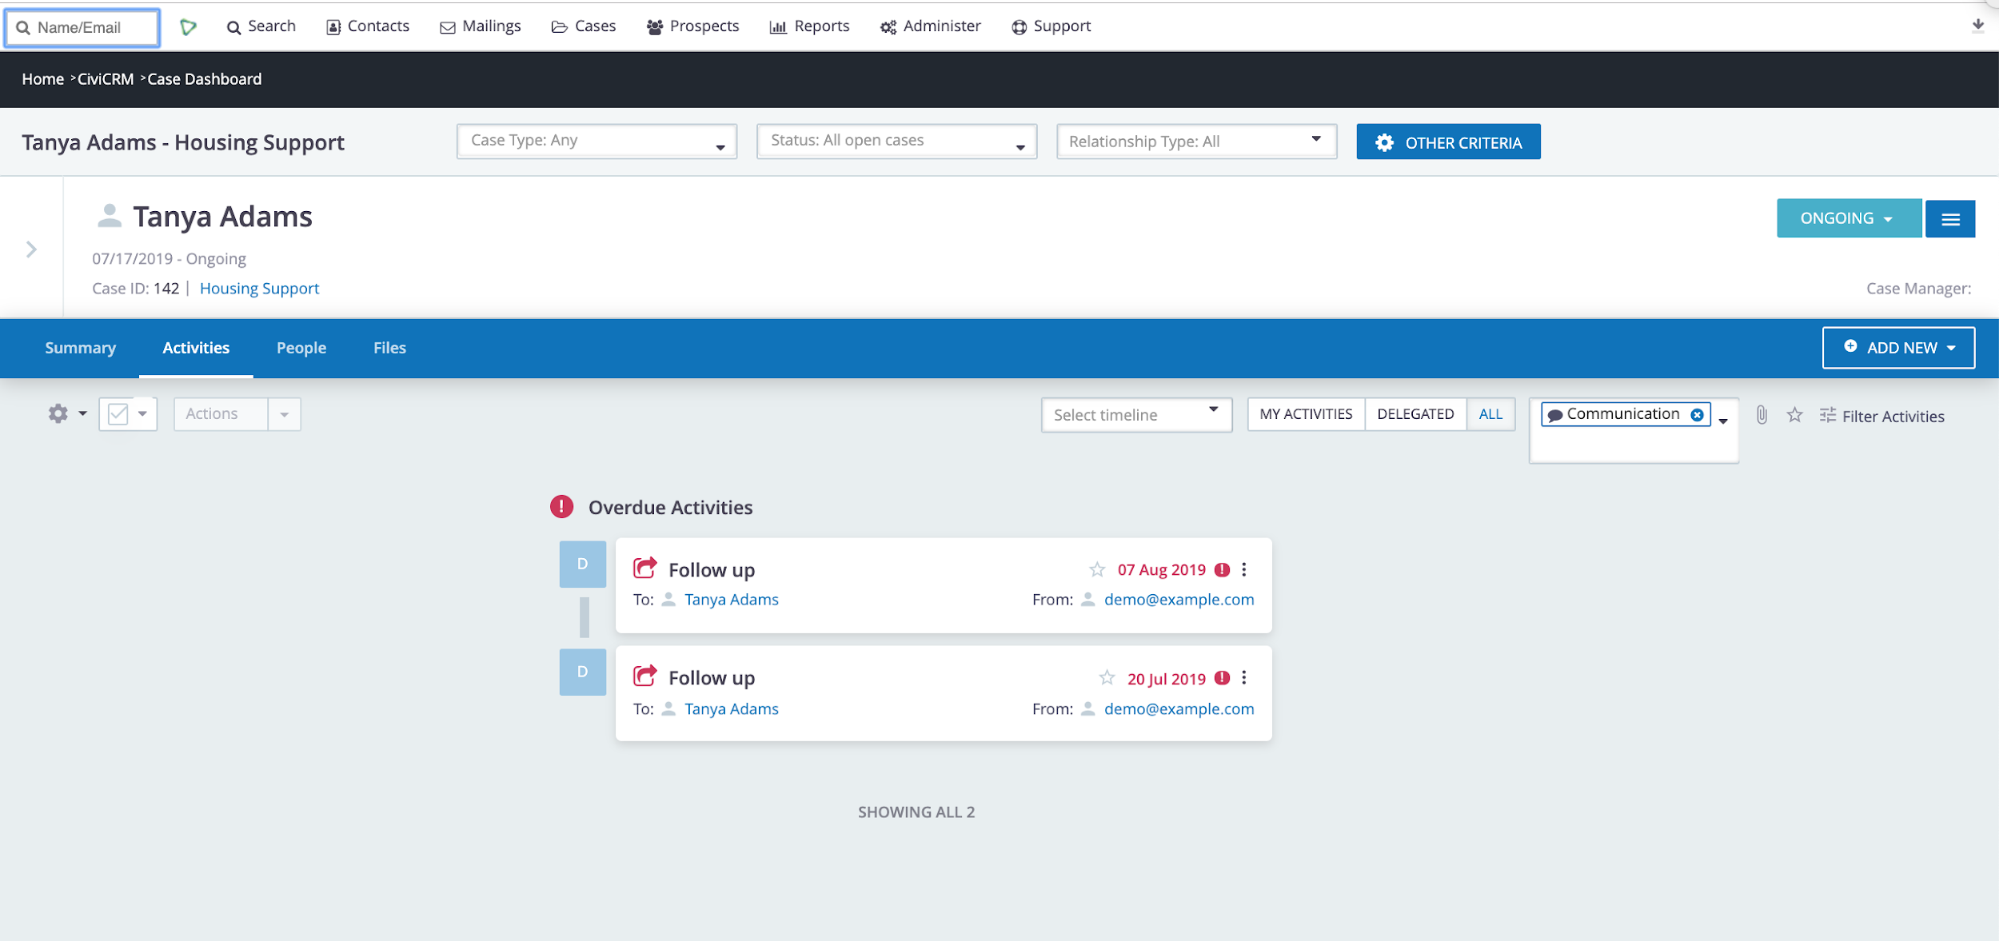 Name/Email Search Contacts Mailings Cases Prospects Reports Administer Support
Home >CiviCRM >Case Dashboard
Tanya Adams - Housing Support Case Type: Any Status: All open cases Relationship Type: All OTHER CRITERIA
Tanya Adams ONGOING
07/17/2019 - Ongoing
Case ID: 142 | Housing Support Case Manager:
Summary Activities People Files ADD NEW
Actions Select timeline MY ACTIVITIES DELEGATED ALL Communication Filter Activities
! Overdue Activities
D Follow up 07 Aug 2019 !
To: Tanya Adams From: demo@example.com
D Follow up 20 Jul 2019 !
To: Tanya Adams From: demo@example.com
SHOWING ALL 2